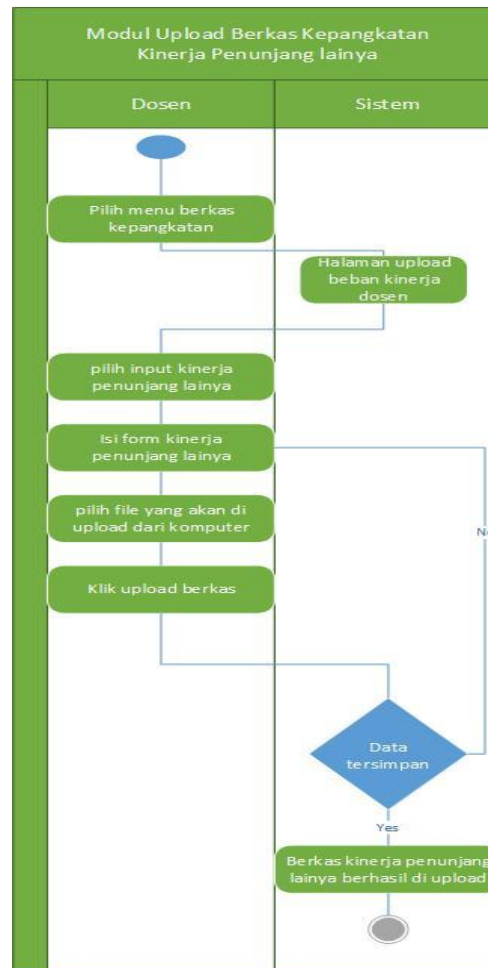 Modul Upload Berkas Kepangkatan
Kinerja Penunjang lainya
Dosen
Sistem
Pilih menu berkas
kepangkatan
Halaman upload
beban kinerja
dosen
pilih input kinerja
penunjang lainya
Isi form kinerja
penunjang lainya
pilih file yang akan di
upload dari komputer
No
Klik upload berkas
Data
tersimpan
Yes
Berkas kinerja penunjang
lainya berhasil di upload